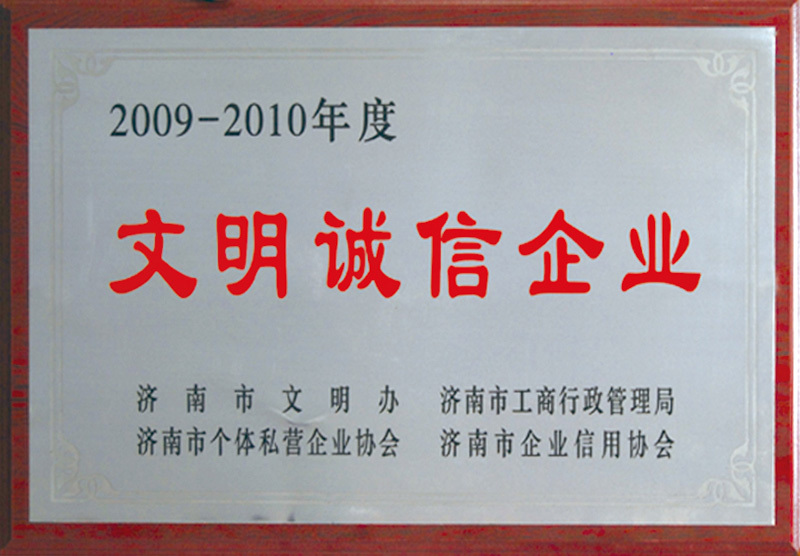 2009-2010年度
文明诚信企业
济南市文明办 济南市工商行政管理局
济南市个体私营企业协会 济南市企业信用协会